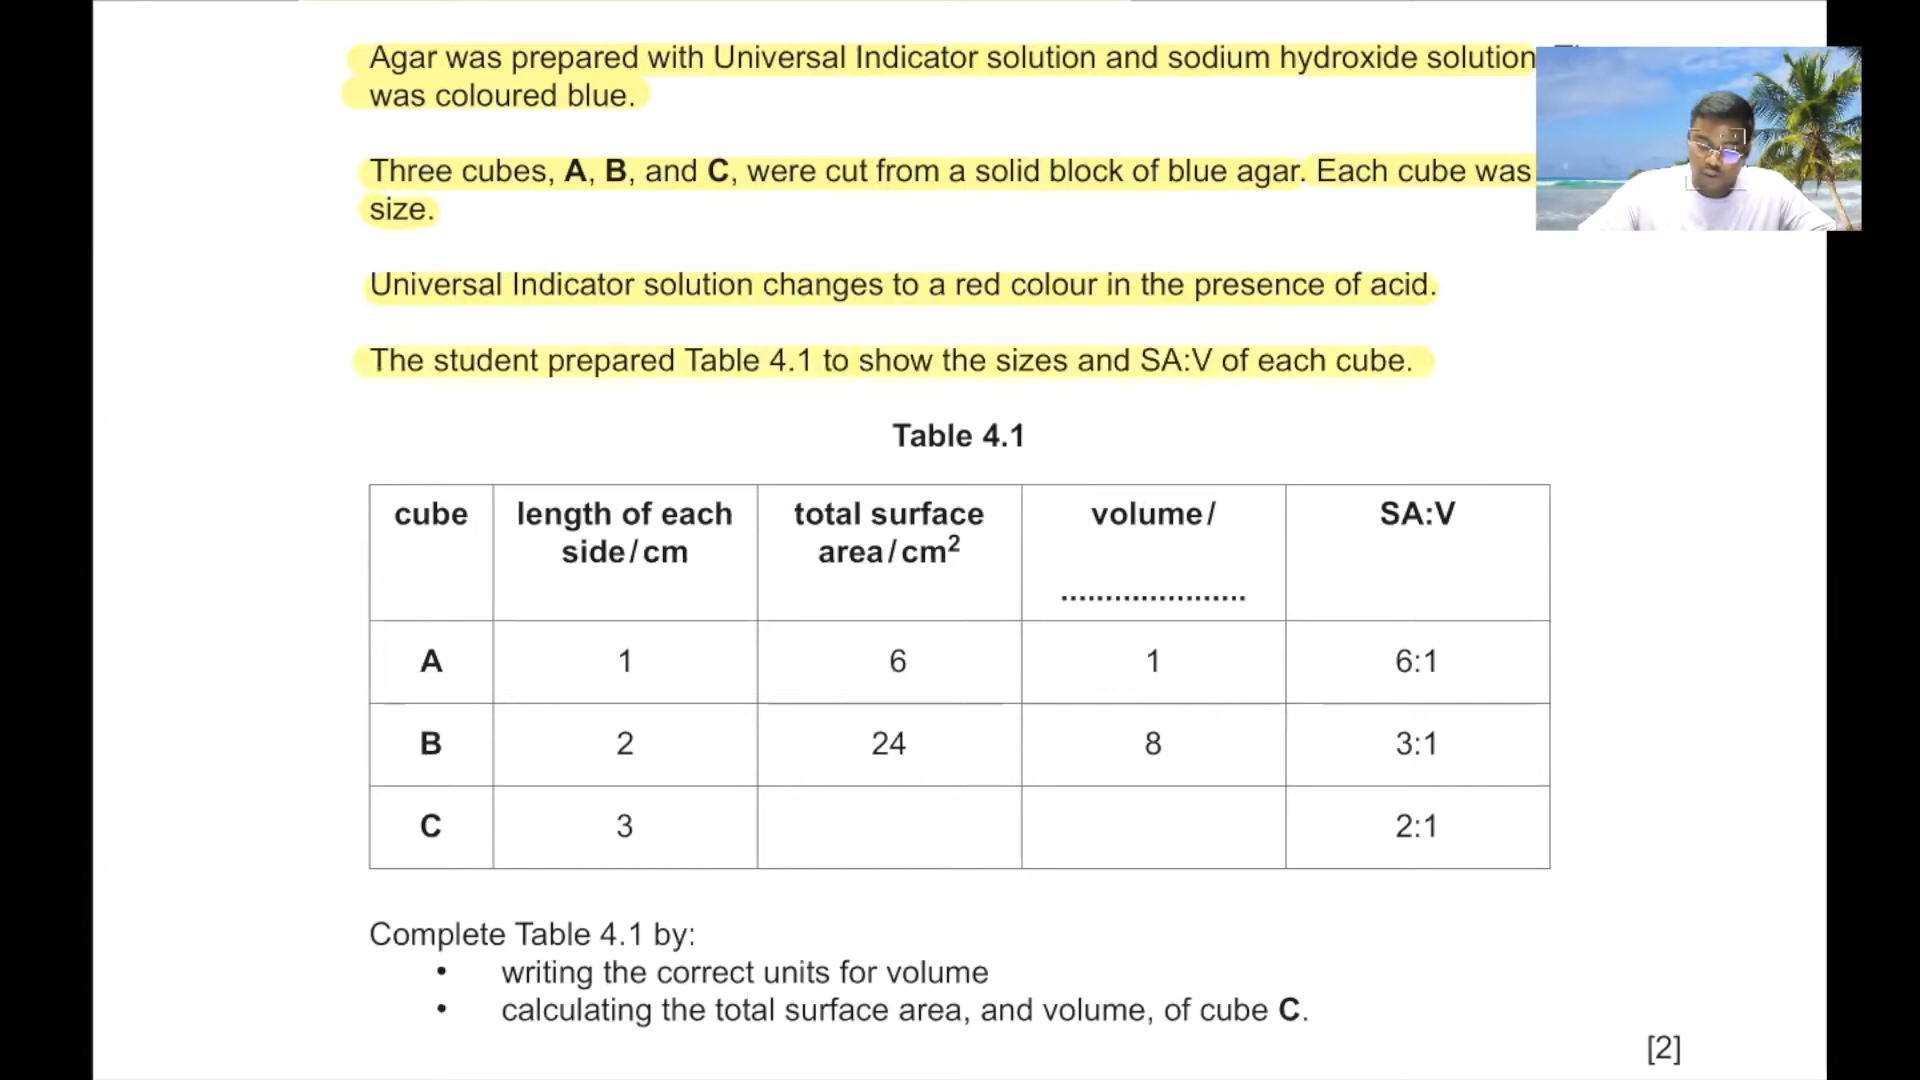 Agar was prepared with Universal Indicator solution and sodium hydroxide solution
was coloured blue.
Three cubes, A, B, and C, were cut from a solid block of blue agar. Each cube was
size.
Universal Indicator solution changes to a red colour in the presence of acid.
The student prepared Table 4.1 to show the sizes and SA:V of each cube.
Table 4.1
cube length of each side/cm total surface area/cm² volume/ ..................... SA:V
A 1 6 1 6:1
B 2 24 8 3:1
C 3 2:1
Complete Table 4.1 by:
• writing the correct units for volume
• calculating the total surface area, and volume, of cube C.
[2]